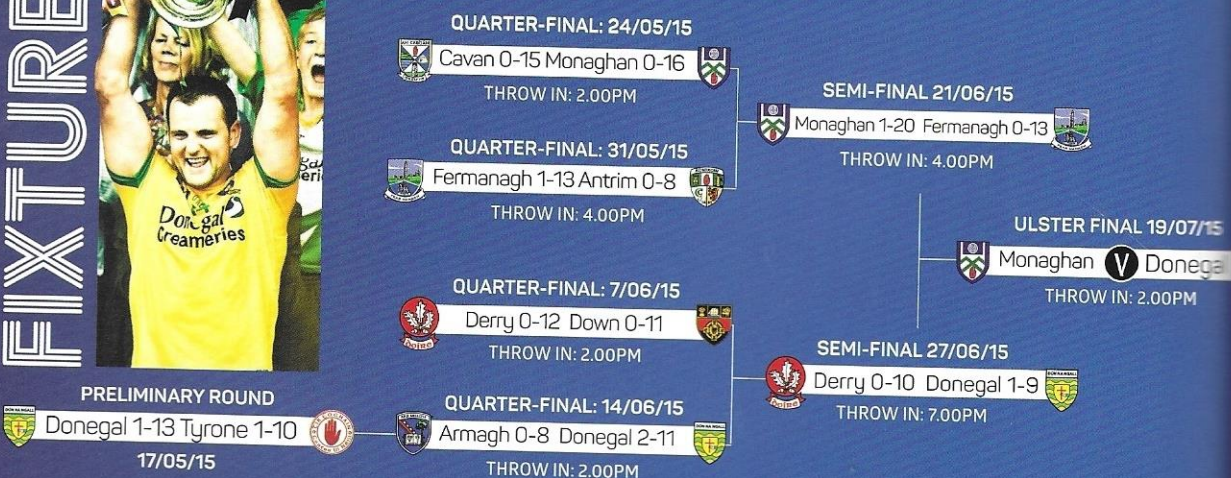 FIXTURE
Donegal
Creameries
PRELIMINARY ROUND
Donegal 1-13 Tyrone 1-10
17/05/15
QUARTER-FINAL: 24/05/15
Cavan 0-15 Monaghan 0-16
THROW IN: 2.00PM
QUARTER-FINAL: 31/05/15
Fermanagh 1-13 Antrim 0-8
THROW IN: 4.00PM
QUARTER-FINAL: 7/06/15
Derry 0-12 Down 0-11
Doire
THROW IN: 2.00PM
QUARTER-FINAL: 14/06/15
Armagh 0-8 Donegal 2-11
THROW IN: 2.00PM
SEMI-FINAL 21/06/15
Monaghan 1-20 Fermanagh 0-13
THROW IN: 4.00PM
SEMI-FINAL 27/06/15
Derry 0-10 Donegal 1-9
Doire
THROW IN: 7.00PM
ULSTER FINAL 19/07/15
Monaghan V Donega
THROW IN: 2.00PM